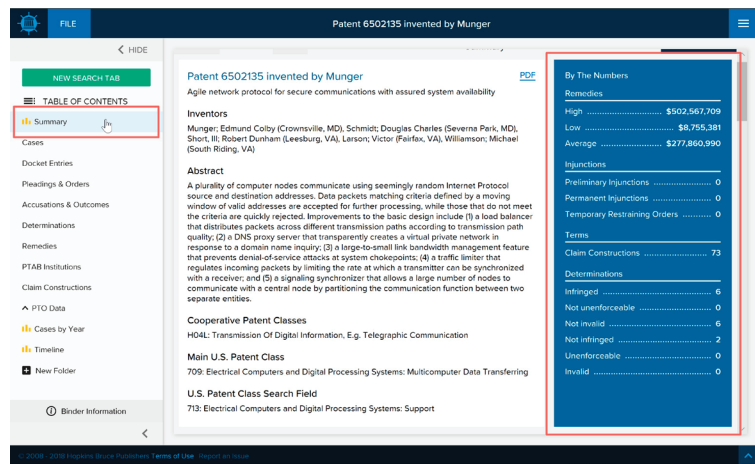 FILE
Patent 6502135 invented by Munger
HIDE
NEW SEARCH TAB
TABLE OF CONTENTS
Summary
Cases
Docket Entries
Pleadings & Orders
Accusations & Outcomes
Determinations
Remedies
PTAB Institutions
Claim Constructions
PTO Data
Cases by Year
Timeline
New Folder
Binder Information
Patent 6502135 invented by Munger
PDF
Agile network protocol for secure communications with assured system availability
Inventors
Munger; Edmund Colby (Crownsville, MD), Schmidt; Douglas Charles (Severna Park, MD),
Short, III; Robert Dunham (Leesburg, VA), Larson; Victor (Fairfax, VA), Williamson; Michael
(South Riding, VA)
Abstract
A plurality of computer nodes communicate using seemingly random Internet Protocol
source and destination addresses. Data packets matching criteria defined by a moving
window of valid addresses are accepted for further processing, while those that do not meet
the criteria are quickly rejected. Improvements to the basic design include (1) a load balancer
that distributes packets across different transmission paths according to transmission path
quality; (2) a DNS proxy server that transparently creates a virtual private network in
response to a domain name inquiry; (3) a large-to-small link bandwidth management feature
that prevents denial-of-service attacks at system chokepoints; (4) a traffic limiter that
regulates incoming packets by limiting the rate at which a transmitter can be synchronized
with a receiver; and (5) a signaling synchronizer that allows a large number of nodes to
communicate with a central node by partitioning the communication function between two
separate entities.
Cooperative Patent Classes
H04L: Transmission Of Digital Information, E.g. Telegraphic Communication
Main U.S. Patent Class
709: Electrical Computers and Digital Processing Systems: Multicomputer Data Transferring
U.S. Patent Class Search Field
713: Electrical Computers and Digital Processing Systems: Support
By The Numbers
Remedies
High ........................ $502,567,709
Low ............................ $8,755,381
Average ................... $277,860,990
Injunctions
Preliminary Injunctions ................. 0
Permanent Injunctions ................. 0
Temporary Restraining Orders ......... 0
Terms
Claim Constructions ...................... 73
Determinations
Infringed ..................................... 6
Not unenforceable ........................ 0
Not invalid ................................... 6
Not infringed ................................ 2
Unenforceable .............................. 0
Invalid ........................................ 0
© 2008 - 2018 Hopkins Bruce Publishers Terms of Use Report an issue